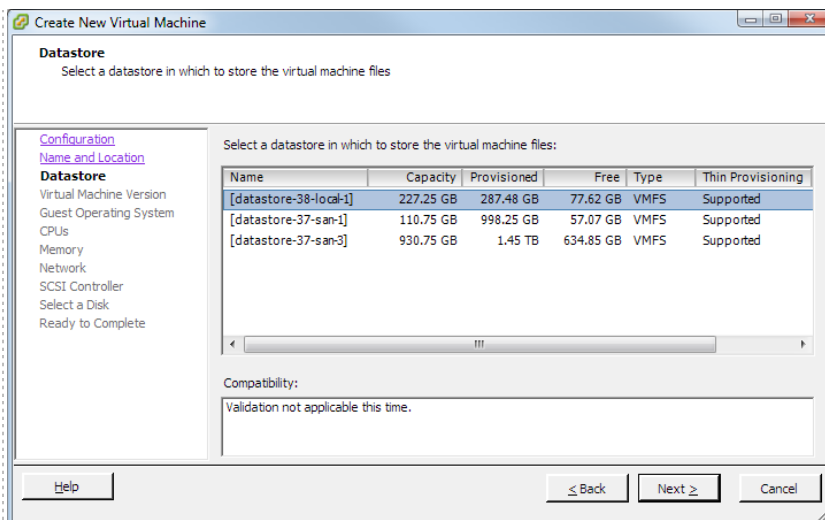 Create New Virtual Machine
Datastore
Select a datastore in which to store the virtual machine files
Configuration
Name and Location
Datastore
Virtual Machine Version
Guest Operating System
CPUs
Memory
Network
SCSI Controller
Select a Disk
Ready to Complete
Select a datastore in which to store the virtual machine files:
Name Capacity Provisioned Free Type Thin Provisioning
[datastore-38-local-1] 227.25 GB 287.48 GB 77.62 GB VMFS Supported
[datastore-37-san-1] 110.75 GB 998.25 GB 57.07 GB VMFS Supported
[datastore-37-san-3] 930.75 GB 1.45 TB 634.85 GB VMFS Supported
Compatibility:
Validation not applicable this time.
Help
≤ Back Next ≥ Cancel